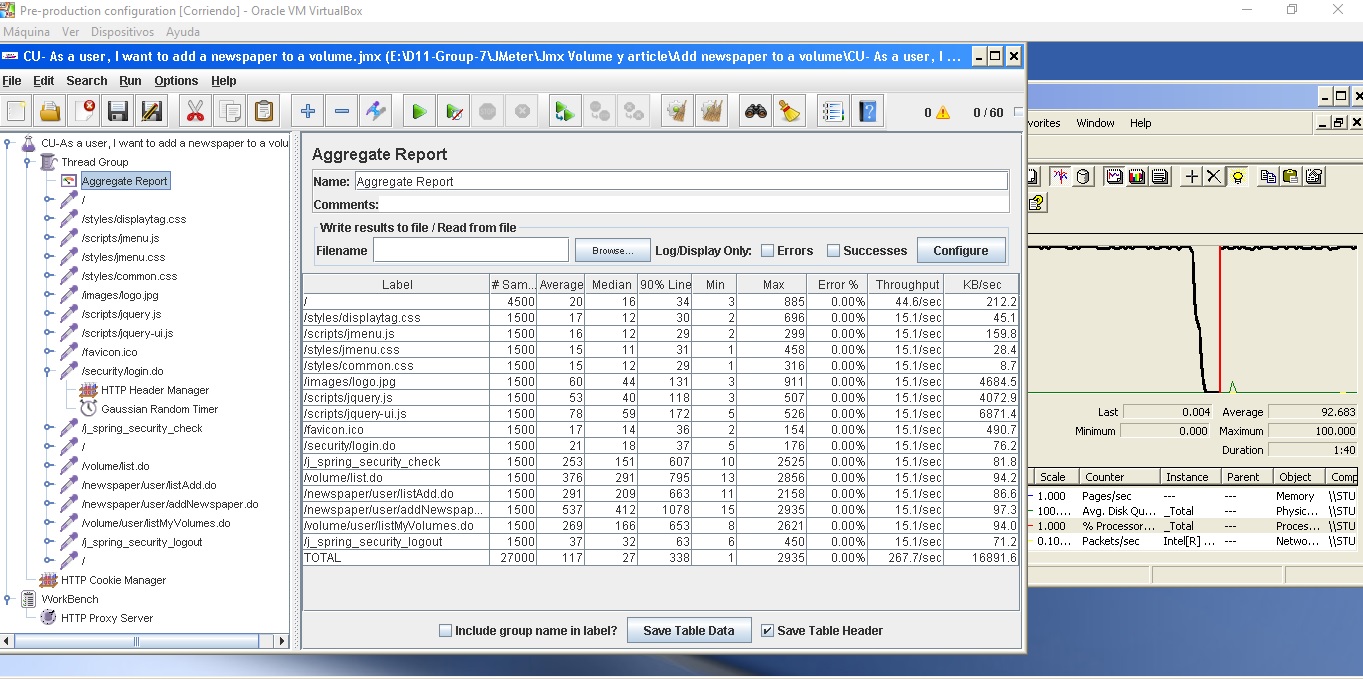 Pre-production configuration [Corriendo] - Oracle VM VirtualBox
Máquina Ver Dispositivos Ayuda
CU- As a user, I want to add a newspaper to a volume.jmx (E:\D11-Group-7\JMeter\Jmx Volume y article\Add newspaper to a volume\CU- As a user, I ...
File Edit Search Run Options Help
0 0 / 60
CU-As a user, I want to add a newspaper to a volu
Thread Group
Aggregate Report
/
/styles/displaytag.css
/scripts/jmenu.js
/styles/jmenu.css
/styles/common.css
/images/logo.jpg
/scripts/jquery.js
/scripts/jquery-ui.js
/favicon.ico
/security/login.do
HTTP Header Manager
Gaussian Random Timer
/j_spring_security_check
/
/volume/list.do
/newspaper/user/listAdd.do
/newspaper/user/addNewspaper.do
/volume/user/listMyVolumes.do
/j_spring_security_logout
/
HTTP Cookie Manager
WorkBench
HTTP Proxy Server
Aggregate Report
Name: Aggregate Report
Comments:
Write results to file / Read from file
Filename Browse... Log/Display Only: Errors Successes Configure
Label # Sam... Average Median 90% Line Min Max Error % Throughput KB/sec
/ 4500 20 16 34 3 885 0.00% 44.6/sec 212.2
/styles/displaytag.css 1500 17 12 30 2 696 0.00% 15.1/sec 45.1
/scripts/jmenu.js 1500 16 12 29 2 299 0.00% 15.1/sec 159.8
/styles/jmenu.css 1500 15 11 31 1 458 0.00% 15.1/sec 28.4
/styles/common.css 1500 15 12 29 1 316 0.00% 15.1/sec 8.7
/images/logo.jpg 1500 60 44 131 3 911 0.00% 15.1/sec 4684.5
/scripts/jquery.js 1500 53 40 118 3 507 0.00% 15.1/sec 4072.9
/scripts/jquery-ui.js 1500 78 59 172 5 526 0.00% 15.1/sec 6871.4
/favicon.ico 1500 17 14 36 2 154 0.00% 15.1/sec 490.7
/security/login.do 1500 21 18 37 5 176 0.00% 15.1/sec 76.2
/j_spring_security_check 1500 253 151 607 10 2525 0.00% 15.1/sec 81.8
/volume/list.do 1500 376 291 795 13 2856 0.00% 15.1/sec 94.2
/newspaper/user/listAdd.do 1500 291 209 663 11 2158 0.00% 15.1/sec 86.6
/newspaper/user/addNewspap... 1500 537 412 1078 15 2935 0.00% 15.1/sec 97.3
/volume/user/listMyVolumes.do 1500 269 166 653 8 2621 0.00% 15.1/sec 94.0
/j_spring_security_logout 1500 37 32 63 6 450 0.00% 15.1/sec 71.2
TOTAL 27000 117 27 338 1 2935 0.00% 267.7/sec 16891.6
Include group name in label? Save Table Data Save Table Header
vorites Window Help
Last 0.004 Average 92.683
Minimum 0.000 Maximum 100.000
Duration 1:40
Scale Counter Instance Parent Object Comp
1.000 Pages/sec --- --- Memory \\STU
100.... Avg. Disk Qu... _Total --- Physic... \\STU
1.000 % Processor... _Total --- Proces... \\STU
0.10... Packets/sec Intel[R] ... --- Netwo... \\STU